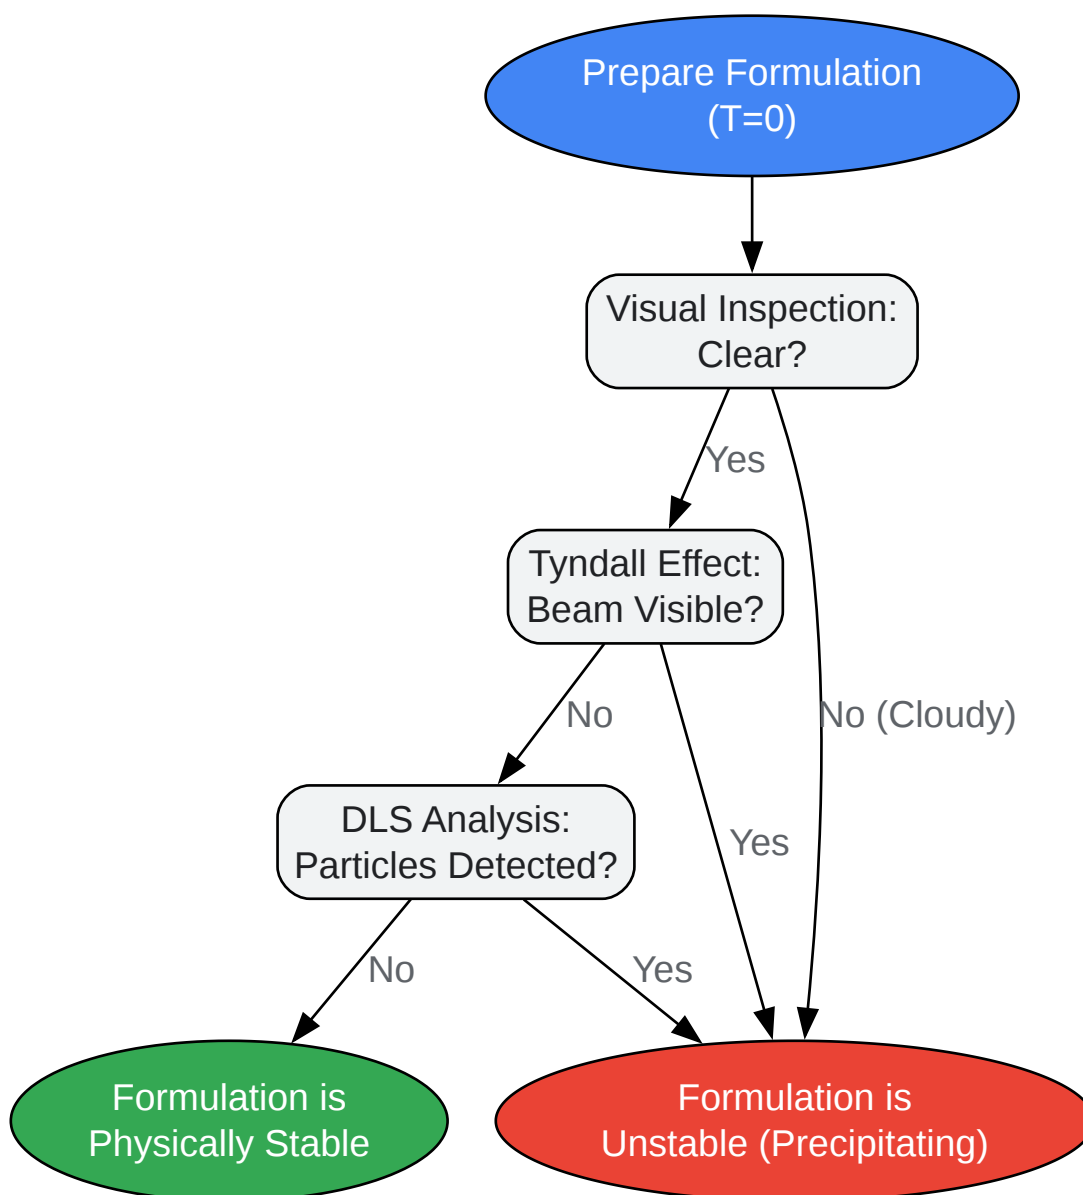 Prepare Formulation
(T=0)
Visual Inspection:
Clear?
Yes
Tyndall Effect:
Beam Visible?
No
No (Cloudy)
DLS Analysis:
Particles Detected?
Yes
No
Yes
Formulation is
Physically Stable
Formulation is
Unstable (Precipitating)